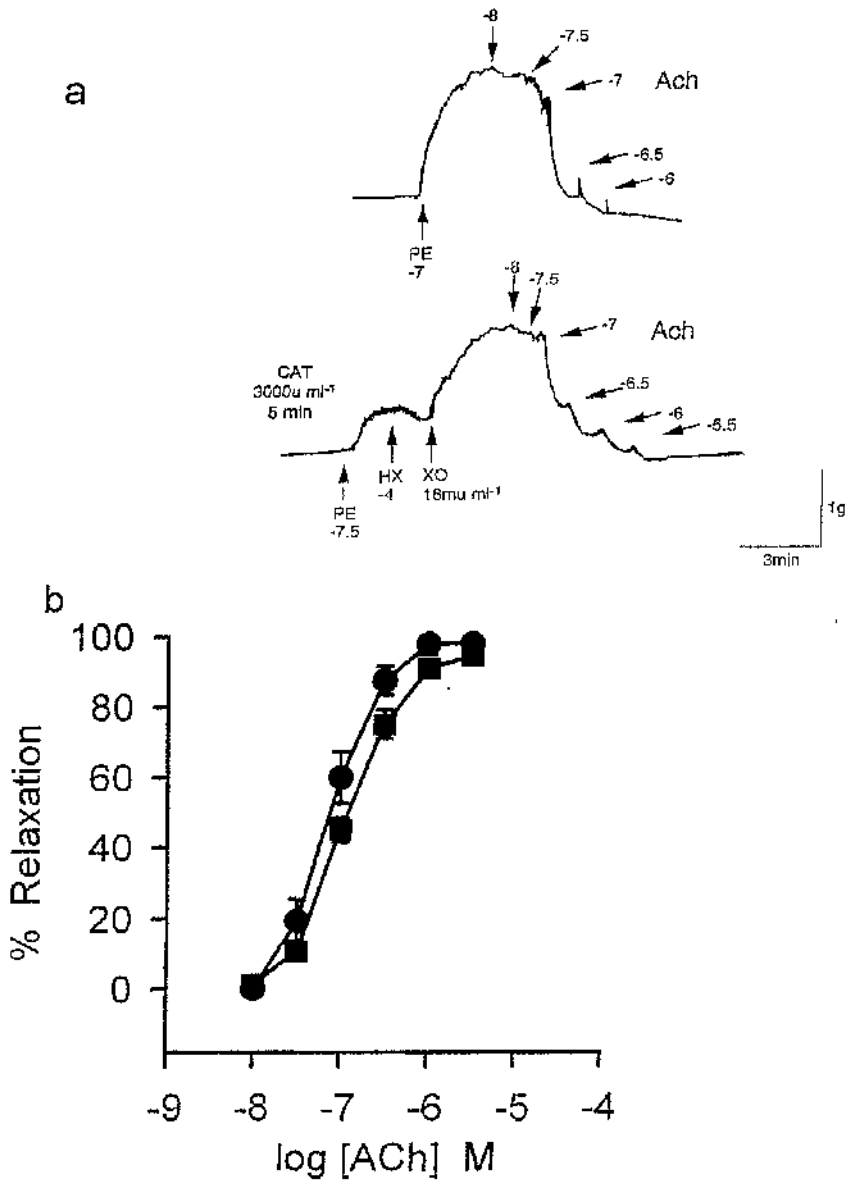 a
-8
-7.5
-7
Ach
-6.5
-6
PE
-7
-8
-7.5
-7
Ach
CAT
3000u ml-1
5 min
-6.5
-6
-5.5
HX
-4
XO
16mu ml-1
PE
-7.5
1g
3min
b
100
80
60
40
20
0
% Relaxation
-9
-8
-7
-6
-5
-4
log [ACh] M